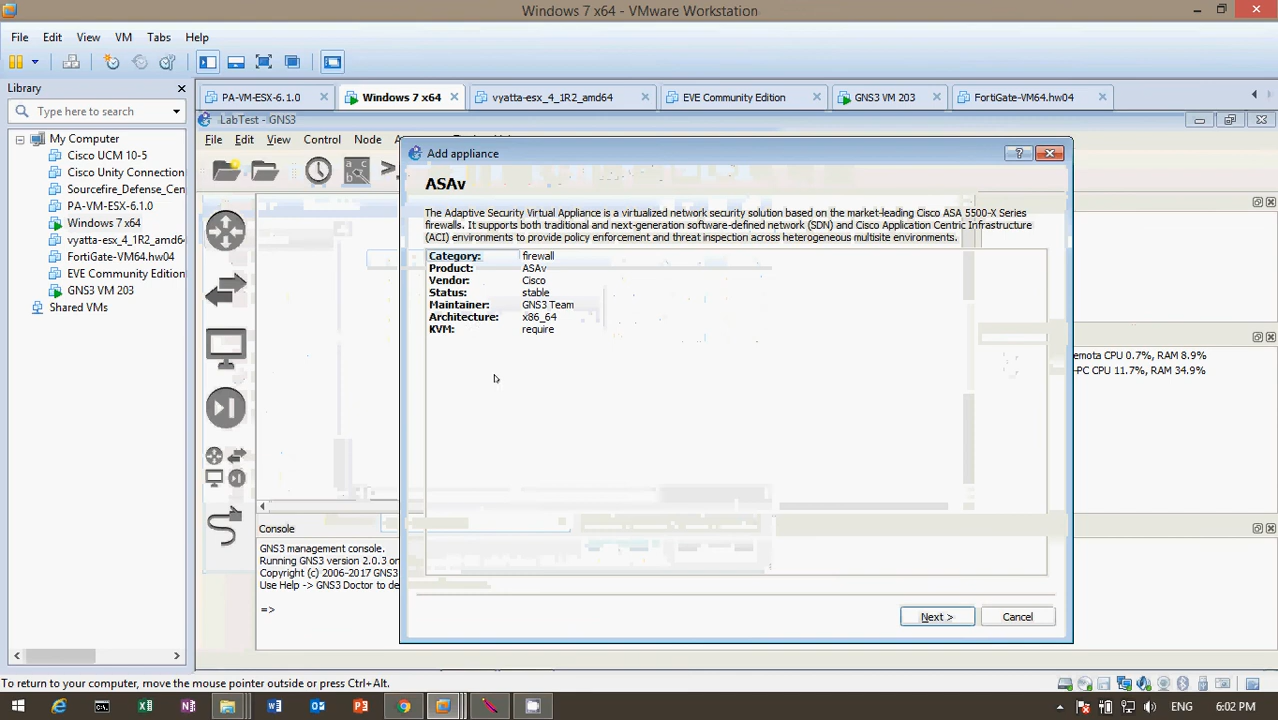 Windows 7 x64 - VMware Workstation
File Edit View VM Tabs Help
Library
Type here to search
My Computer
Cisco UCM 10-5
Cisco Unity Connection
Sourcefire_Defense_Cen
PA-VM-ESX-6.1.0
Windows 7 x64
vyatta-esx_4_1R2_amd64
FortiGate-VM64.hw04
EVE Community Edition
GNS3 VM 203
Shared VMs
PA-VM-ESX-6.1.0 Windows 7 x64 vyatta-esx_4_1R2_amd64 EVE Community Edition GNS3 VM 203 FortiGate-VM64.hw04
LabTest - GNS3
File Edit View Control Node
Add appliance
ASAv
The Adaptive Security Virtual Appliance is a virtualized network security solution based on the market-leading Cisco ASA 5500-X Series
firewalls. It supports both traditional and next-generation software-defined network (SDN) and Cisco Application Centric Infrastructure
(ACI) environments to provide policy enforcement and threat inspection across heterogeneous multisite environments.
Category: firewall
Product: ASAv
Vendor: Cisco
Status: stable
Maintainer: GNS3 Team
Architecture: x86_64
KVM: require
Next > Cancel
emota CPU 0.7%, RAM 8.9%
-PC CPU 11.7%, RAM 34.9%
Console
GNS3 management console.
Running GNS3 version 2.0.3 on
Copyright (c) 2006-2017 GNS3
Use Help -> GNS3 Doctor to de
=>
To return to your computer, move the mouse pointer outside or press Ctrl+Alt.
ENG 6:02 PM